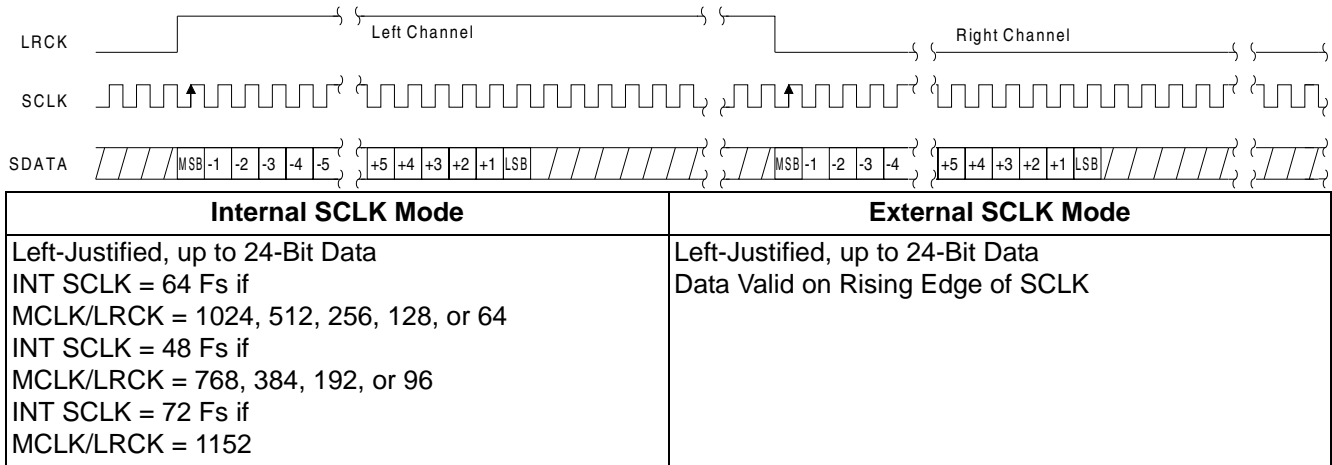 LRCK Left Channel Right Channel
SCLK
SDATA MSB -1 -2 -3 -4 -5 +5 +4 +3 +2 +1 LSB MSB -1 -2 -3 -4 +5 +4 +3 +2 +1 LSB
Internal SCLK Mode
External SCLK Mode
Left-Justified, up to 24-Bit Data
INT SCLK = 64 Fs if
MCLK/LRCK = 1024, 512, 256, 128, or 64
INT SCLK = 48 Fs if
MCLK/LRCK = 768, 384, 192, or 96
INT SCLK = 72 Fs if
MCLK/LRCK = 1152
Left-Justified, up to 24-Bit Data
Data Valid on Rising Edge of SCLK